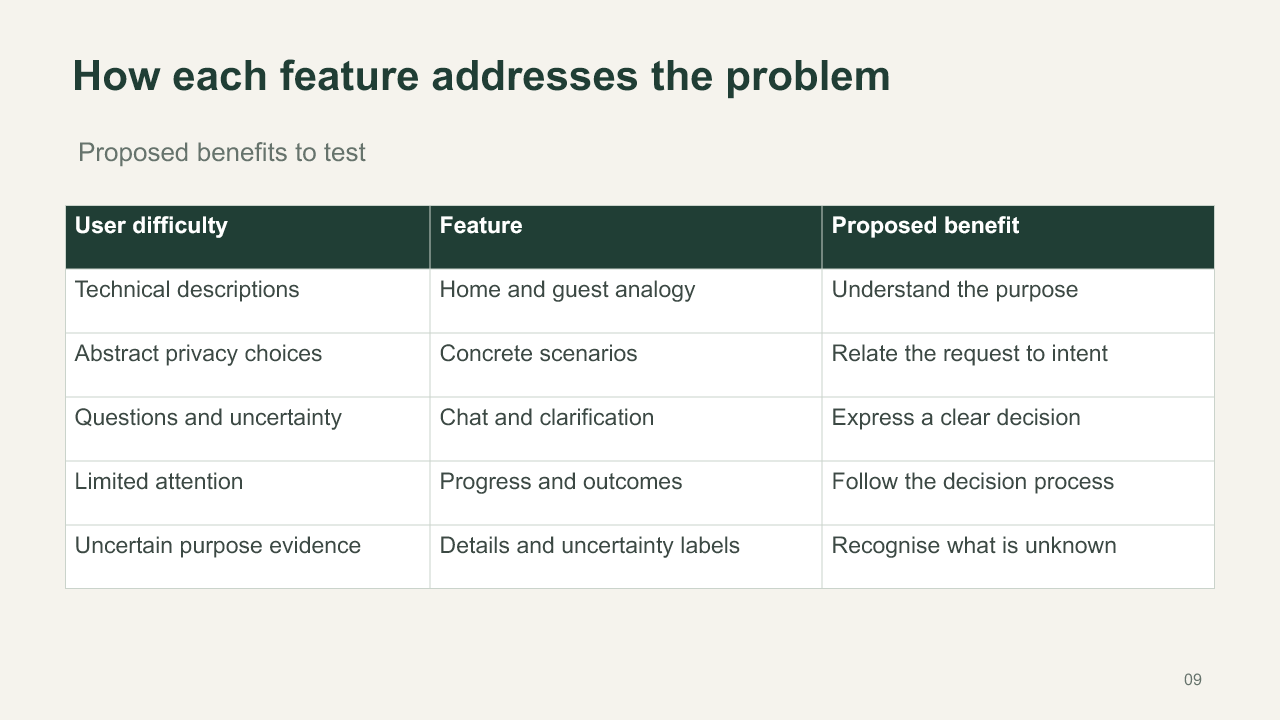 How each feature addresses the problem
Proposed benefits to test
User difficulty Feature Proposed benefit
Technical descriptions Home and guest analogy Understand the purpose
Abstract privacy choices Concrete scenarios Relate the request to intent
Questions and uncertainty Chat and clarification Express a clear decision
Limited attention Progress and outcomes Follow the decision process
Uncertain purpose evidence Details and uncertainty labels Recognise what is unknown
09